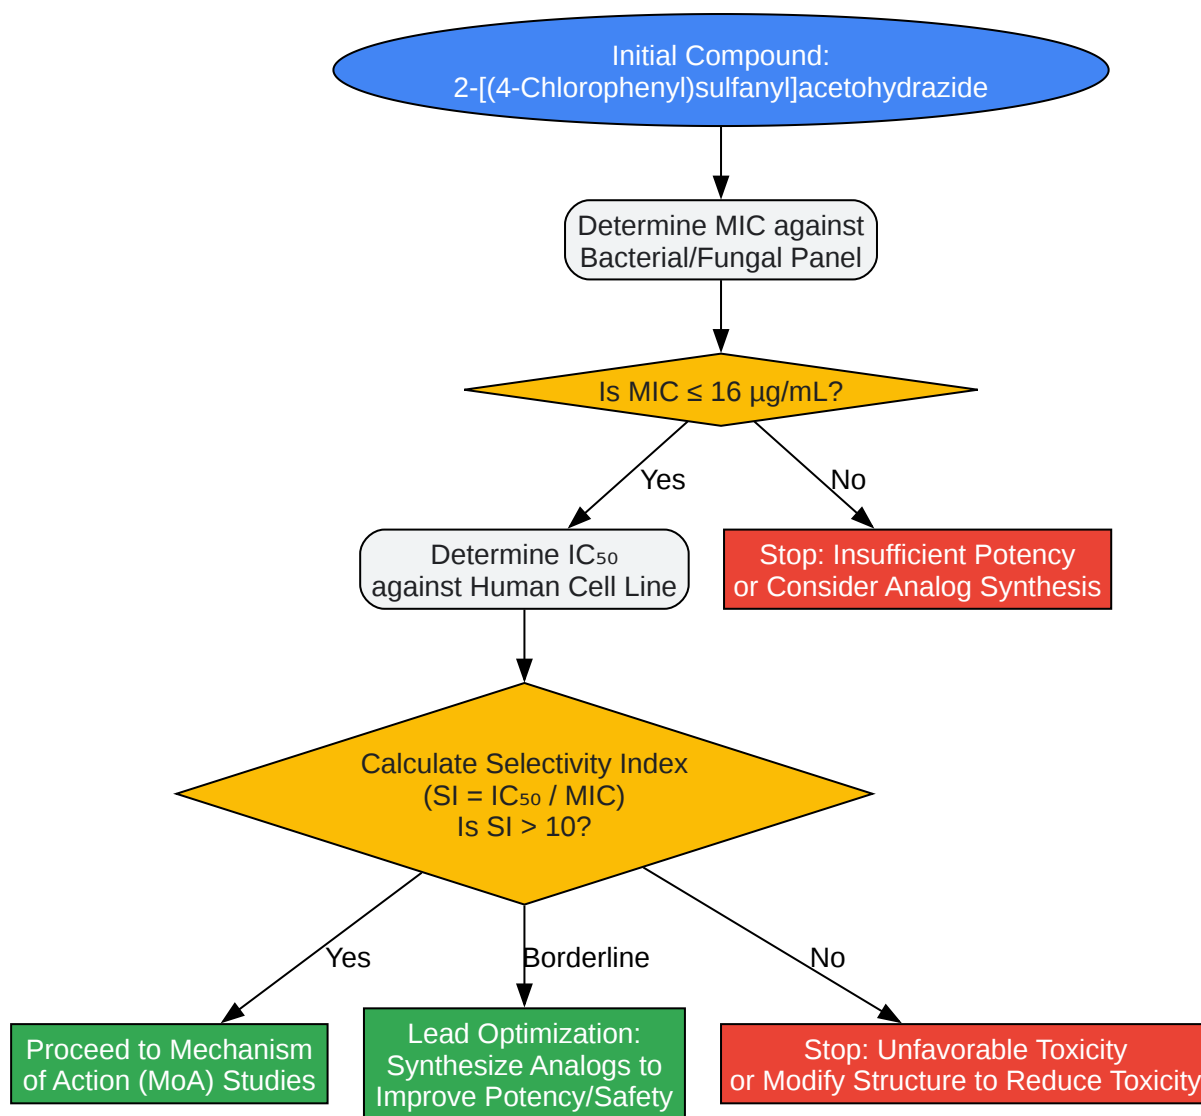 Initial Compound:
2-[(4-Chlorophenyl)sulfanyl]acetohydrazide
Determine MIC against
Bacterial/Fungal Panel
Is MIC ≤ 16 µg/mL?
Yes
No
Determine IC₅₀
against Human Cell Line
Stop: Insufficient Potency
or Consider Analog Synthesis
Calculate Selectivity Index
(SI = IC₅₀ / MIC)
Is SI > 10?
Yes
Borderline
No
Proceed to Mechanism
of Action (MoA) Studies
Lead Optimization:
Synthesize Analogs to
Improve Potency/Safety
Stop: Unfavorable Toxicity
or Modify Structure to Reduce Toxicity